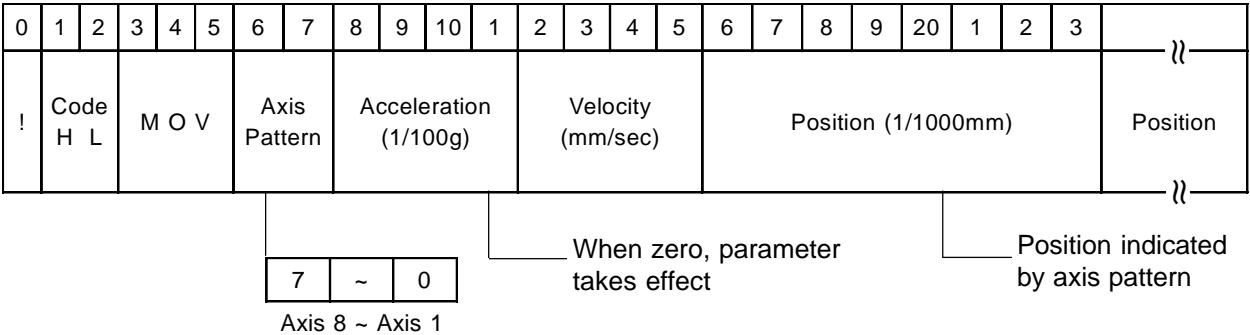 0 1 2 3 4 5 6 7 8 9 10 1 2 3 4 5 6 7 8 9 20 1 2 3
!
Code
H L
M O V
Axis
Pattern
Acceleration
(1/100g)
Velocity
(mm/sec)
Position (1/1000mm)
Position
When zero, parameter
takes effect
Position indicated
by axis pattern
7 ~ 0
Axis 8 ~ Axis 1